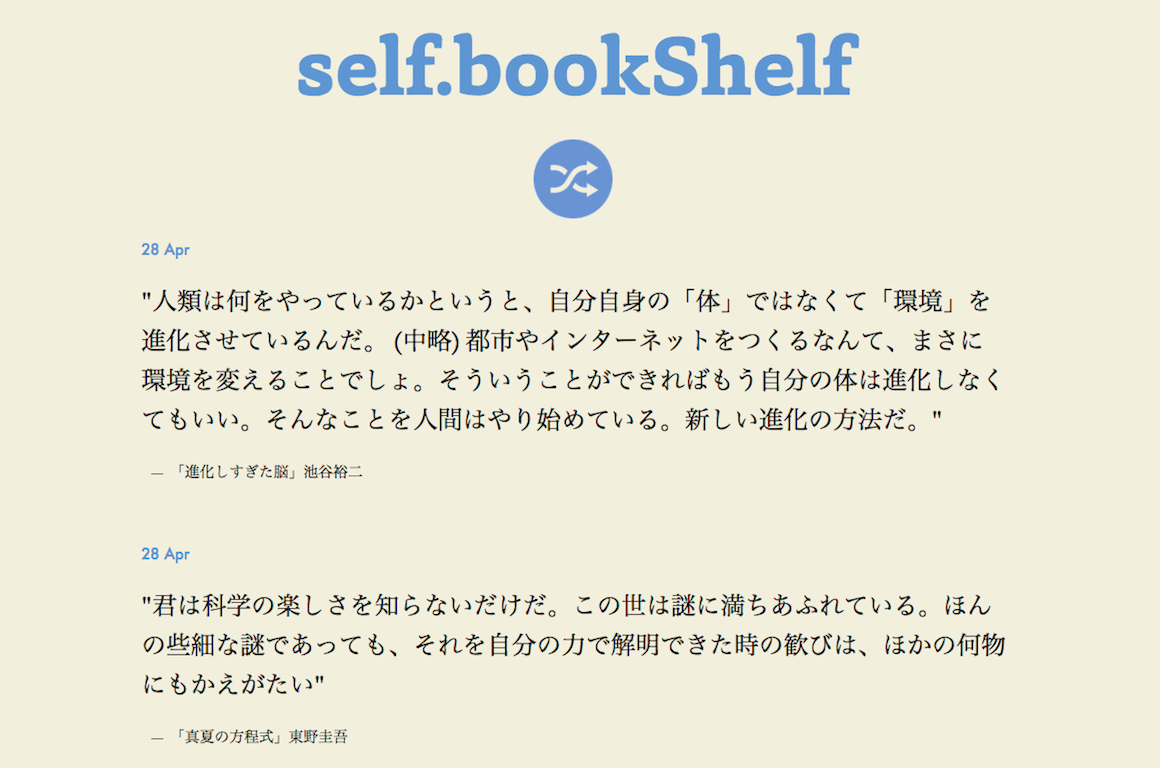 self.bookShelf
28 Apr
"人類は何をやっているかというと、自分自身の「体」ではなくて「環境」を
進化させているんだ。 (中略) 都市やインターネットをつくるなんて、まさに
環境を変えることでしょ。そういうことができればもう自分の体は進化しなく
てもいい。そんなことを人間はやり始めている。新しい進化の方法だ。"
— 「進化しすぎた脳」池谷裕二
28 Apr
"君は科学の楽しさを知らないだけだ。この世は謎に満ちあふれている。ほん
の些細な謎であっても、それを自分の力で解明できた時の歓びは、ほかの何物
にもかえがたい"
— 「真夏の方程式」東野圭吾